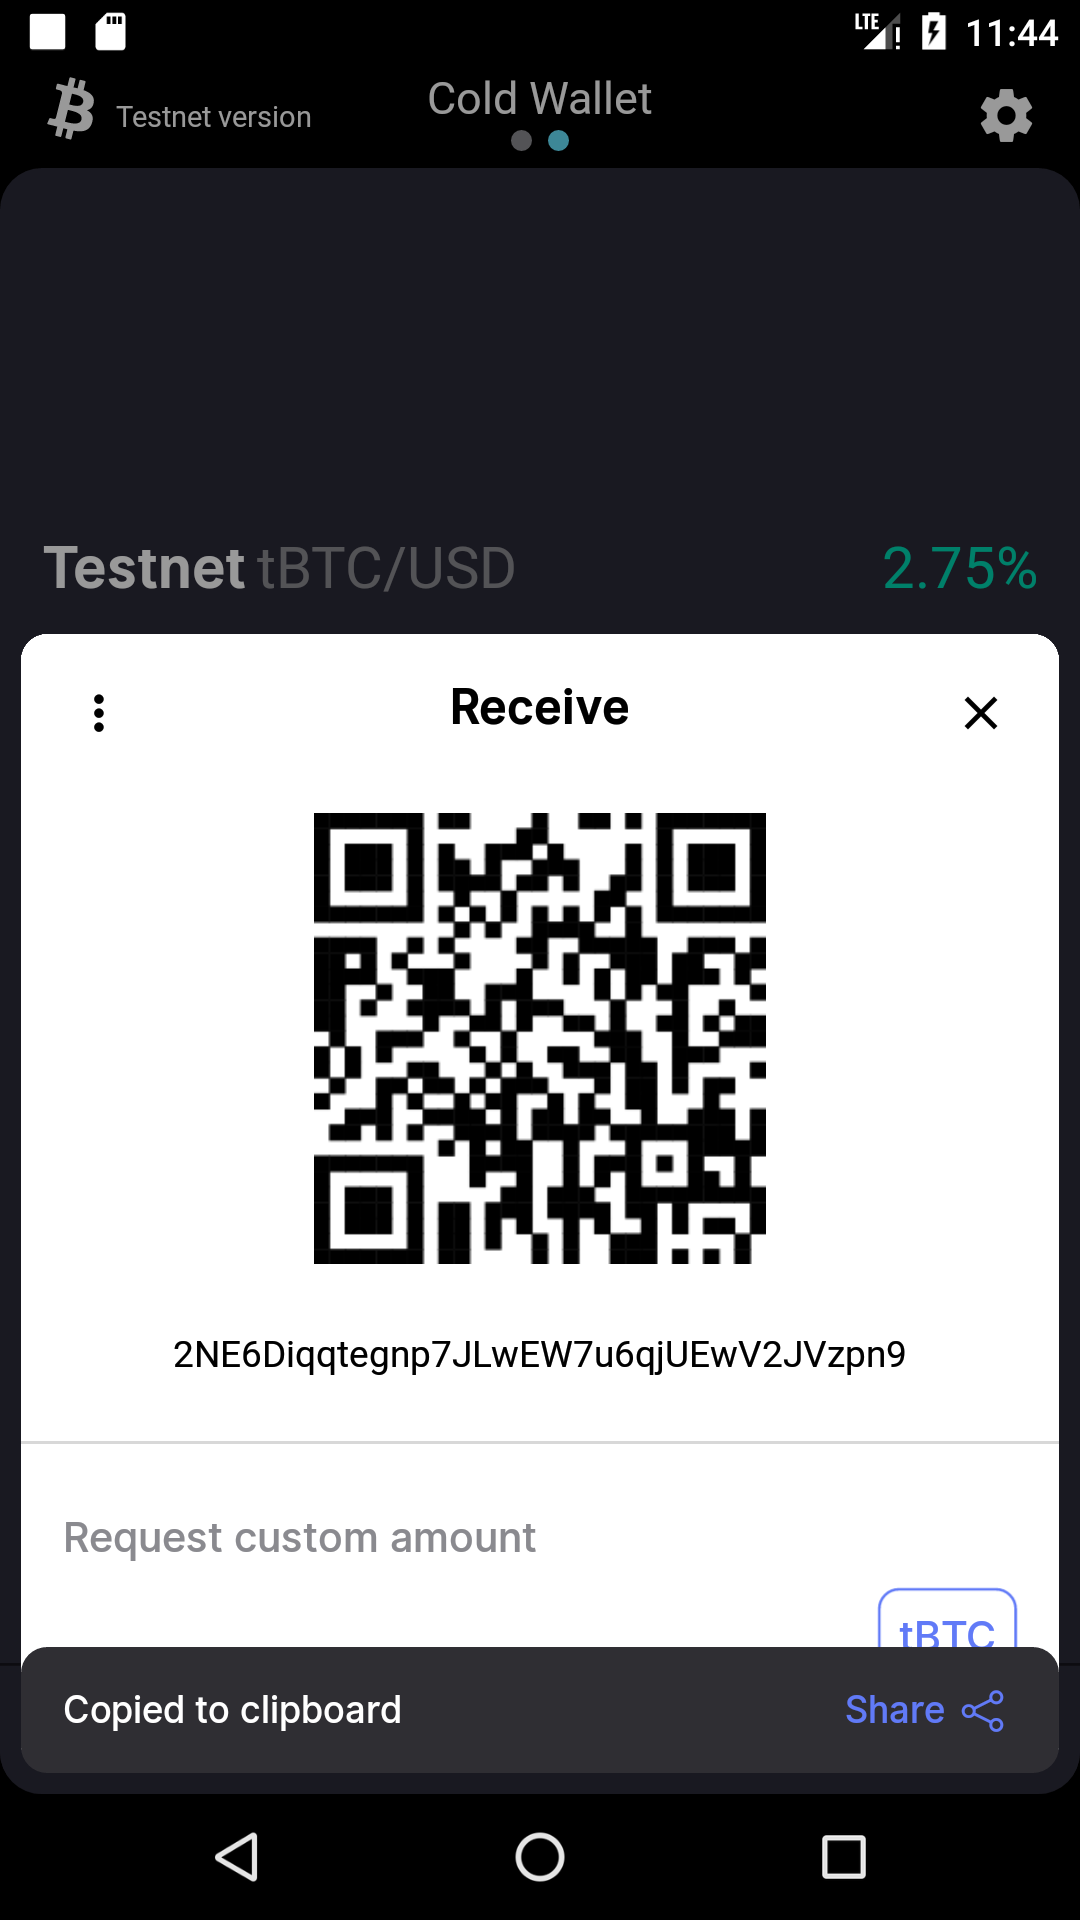 LTE 11:44
Testnet version
Cold Wallet
Testnet tBTC/USD
2.75%
Receive
2NE6Diqqtegnp7JLwEW7u6qjUEwV2JVzpn9
Request custom amount
tBTC
Copied to clipboard
Share